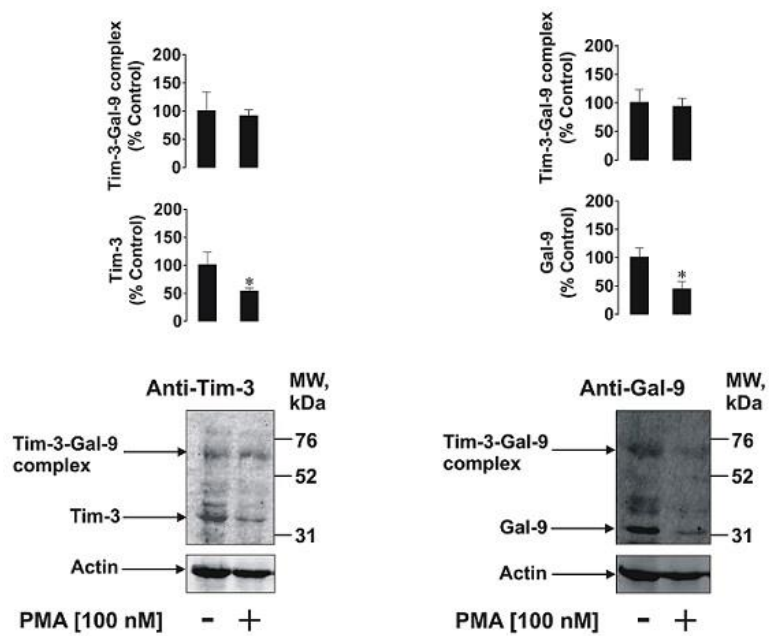 Tim-3-Gal-9 complex
(% Control)
200
150
100
50
0
Tim-3
(% Control)
200
150
100
50
0
*
Anti-Tim-3
MW,
kDa
Tim-3-Gal-9
complex
76
52
Tim-3
31
Actin
PMA [100 nM]
-
+
Tim-3-Gal-9 complex
(% Control)
200
150
100
50
0
Gal-9
(% Control)
200
150
100
50
0
*
Anti-Gal-9
MW,
kDa
Tim-3-Gal-9
complex
76
52
Gal-9
31
Actin
PMA [100 nM]
-
+